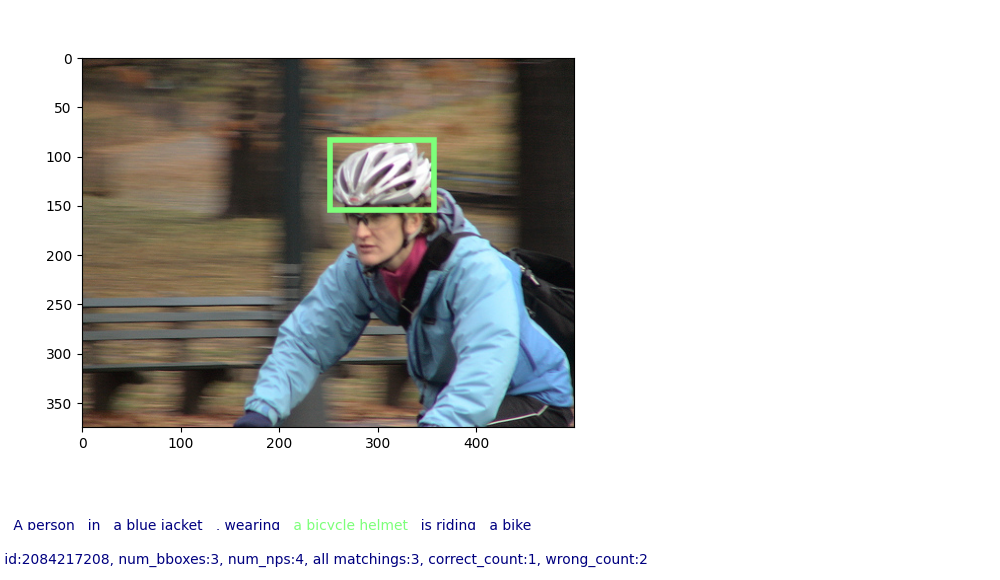 0
50
100
150
200
250
300
350
0 100 200 300 400
A person in a blue jacket , wearing a bicycle helmet is riding a bike
id:2084217208, num_bboxes:3, num_nps:4, all matchings:3, correct_count:1, wrong_count:2